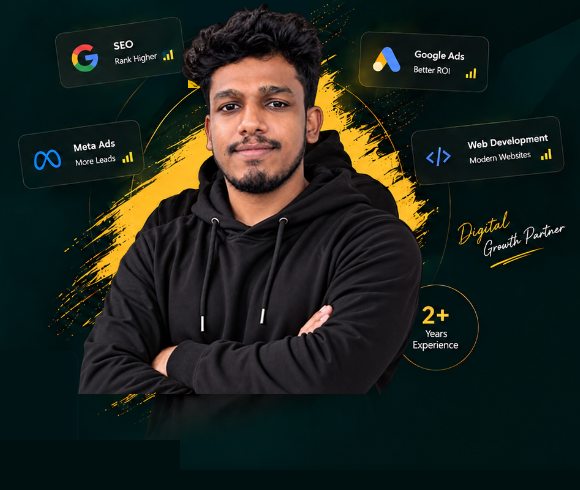 SEO
Rank Higher
Google Ads
Better ROI
Meta Ads
More Leads
Web Development
Modern Websites
Digital
Growth Partner
2+
Years
Experience